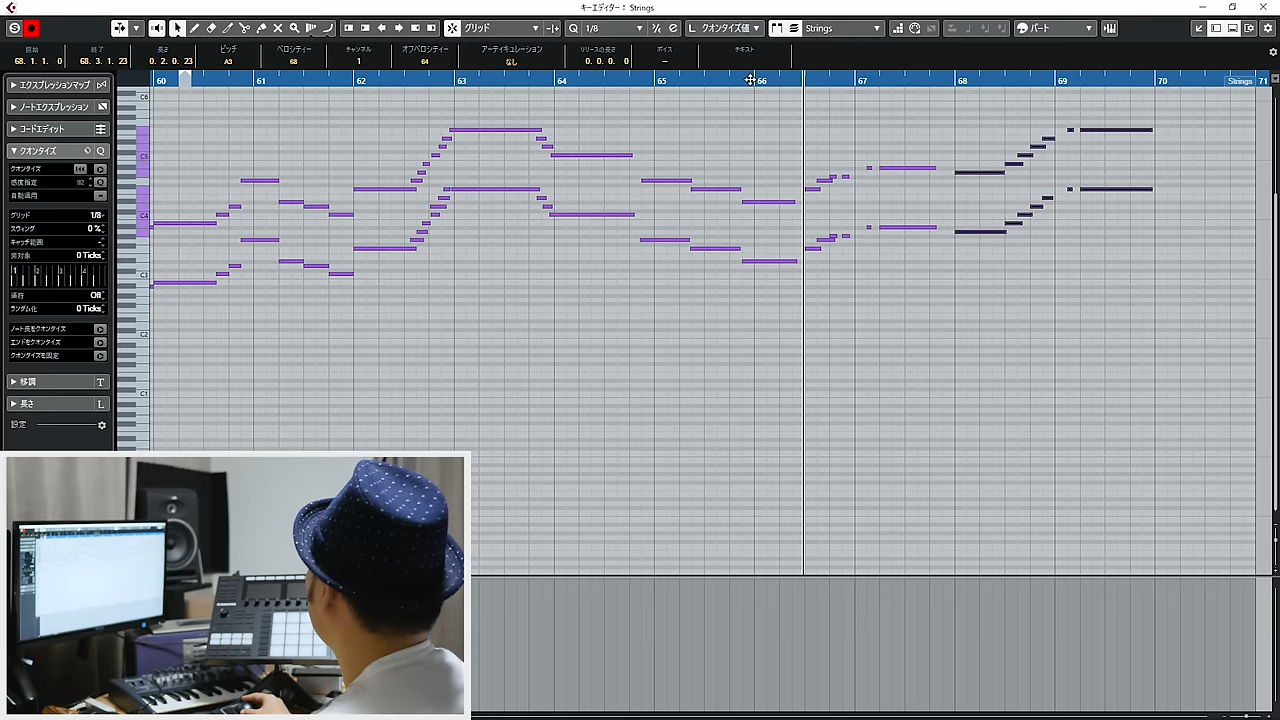 キーエディター： Strings
グリッド
1/8
クオンタイズ値
Strings
パート
開始
終了
長さ
ピッチ
ベロシティー
チャンネル
オフベロシティー
アーティキュレーション
リリースの長さ
ボイス
テキスト
68. 1. 1. 0
68. 3. 1. 23
0. 2. 0. 23
A3
68
1
64
なし
0. 0. 0. 0
60
61
62
63
64
65
66
67
68
69
70
Strings
71
エクスプレッションマップ
ノートエクスプレッション
コードエディット
クオンタイズ
クオンタイズ
感度指定
92
自動適用
グリッド
1/8
スウィング
0 %
キャッチ範囲
非対象
0 Ticks
1 2 3 4
連行
Off
ランダム化
0 Ticks
ノート長をクオンタイズ
エンドをクオンタイズ
クオンタイズを固定
移調
T
長さ
L
設定
C6
C5
C4
C3
C2
C1